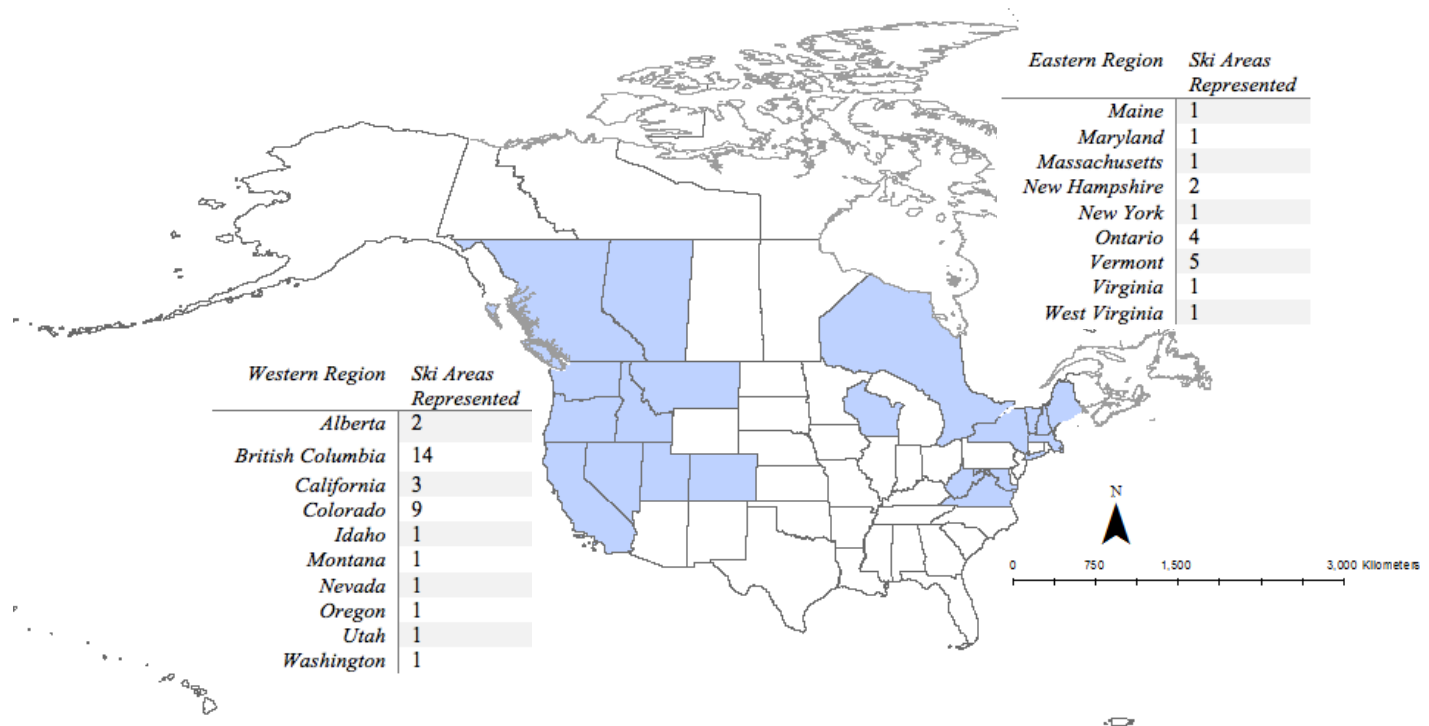 Eastern Region Ski Areas
Represented
Maine 1
Maryland 1
Massachusetts 1
New Hampshire 2
New York 1
Ontario 4
Vermont 5
Virginia 1
West Virginia 1
Western Region Ski Areas
Represented
Alberta 2
British Columbia 14
California 3
Colorado 9
Idaho 1
Montana 1
Nevada 1
Oregon 1
Utah 1
Washington 1
N
0 750 1,500 3,000 Kilometers